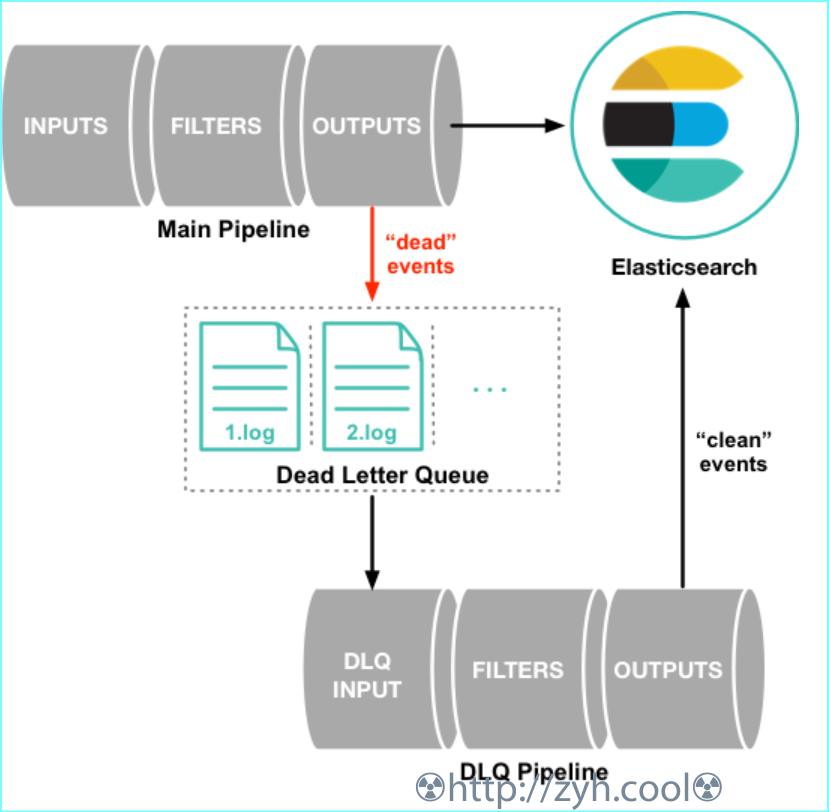 INPUTS
FILTERS
OUTPUTS
Main Pipeline
“dead”
events
Elasticsearch
1.log
2.log
...
Dead Letter Queue
“clean”
events
DLQ
INPUT
FILTERS
OUTPUTS
DLQ Pipeline
☢http://zyh.cool☢